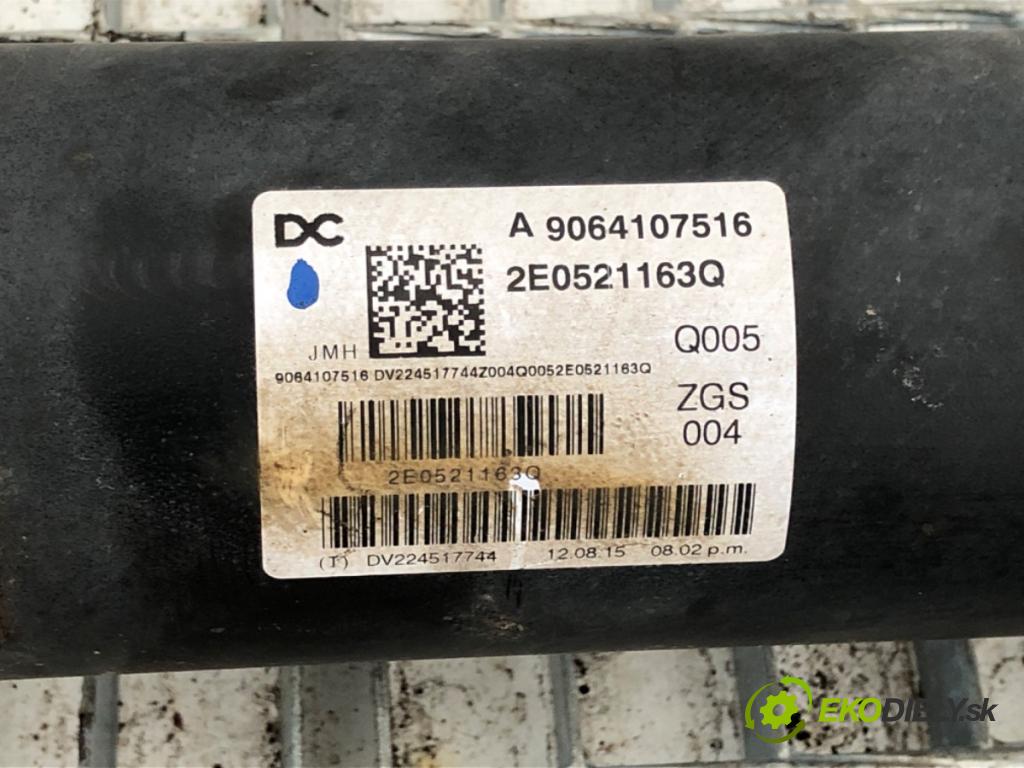 DC
A 9064107516
2E0521163Q
JMH
Q005
9064107516 DV224517744Z004Q0052E0521163Q
ZGS
004
2E0521163Q
(T) DV224517744 12.08.15 08.02 p.m.
EKODIELY.sk